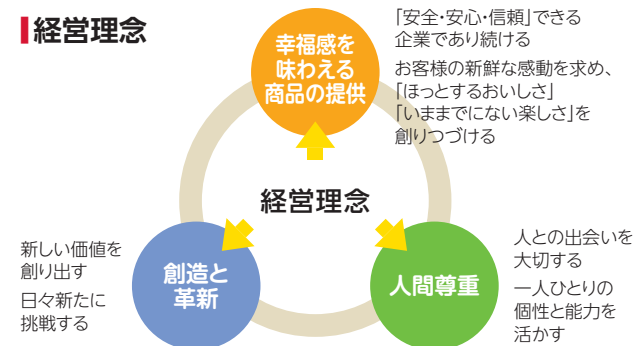 経営理念
幸福感を
味わえる
商品の提供
「安全・安心・信頼」できる
企業であり続ける
お客様の新鮮な感動を求め、
「ほっとするおいしさ」
「いままでにない楽しさ」を
創りつづける
経営理念
新しい価値を
創り出す
日々新たに
挑戦する
創造と
革新
人間尊重
人との出会いを
大切する
一人ひとりの
個性と能力を
活かす